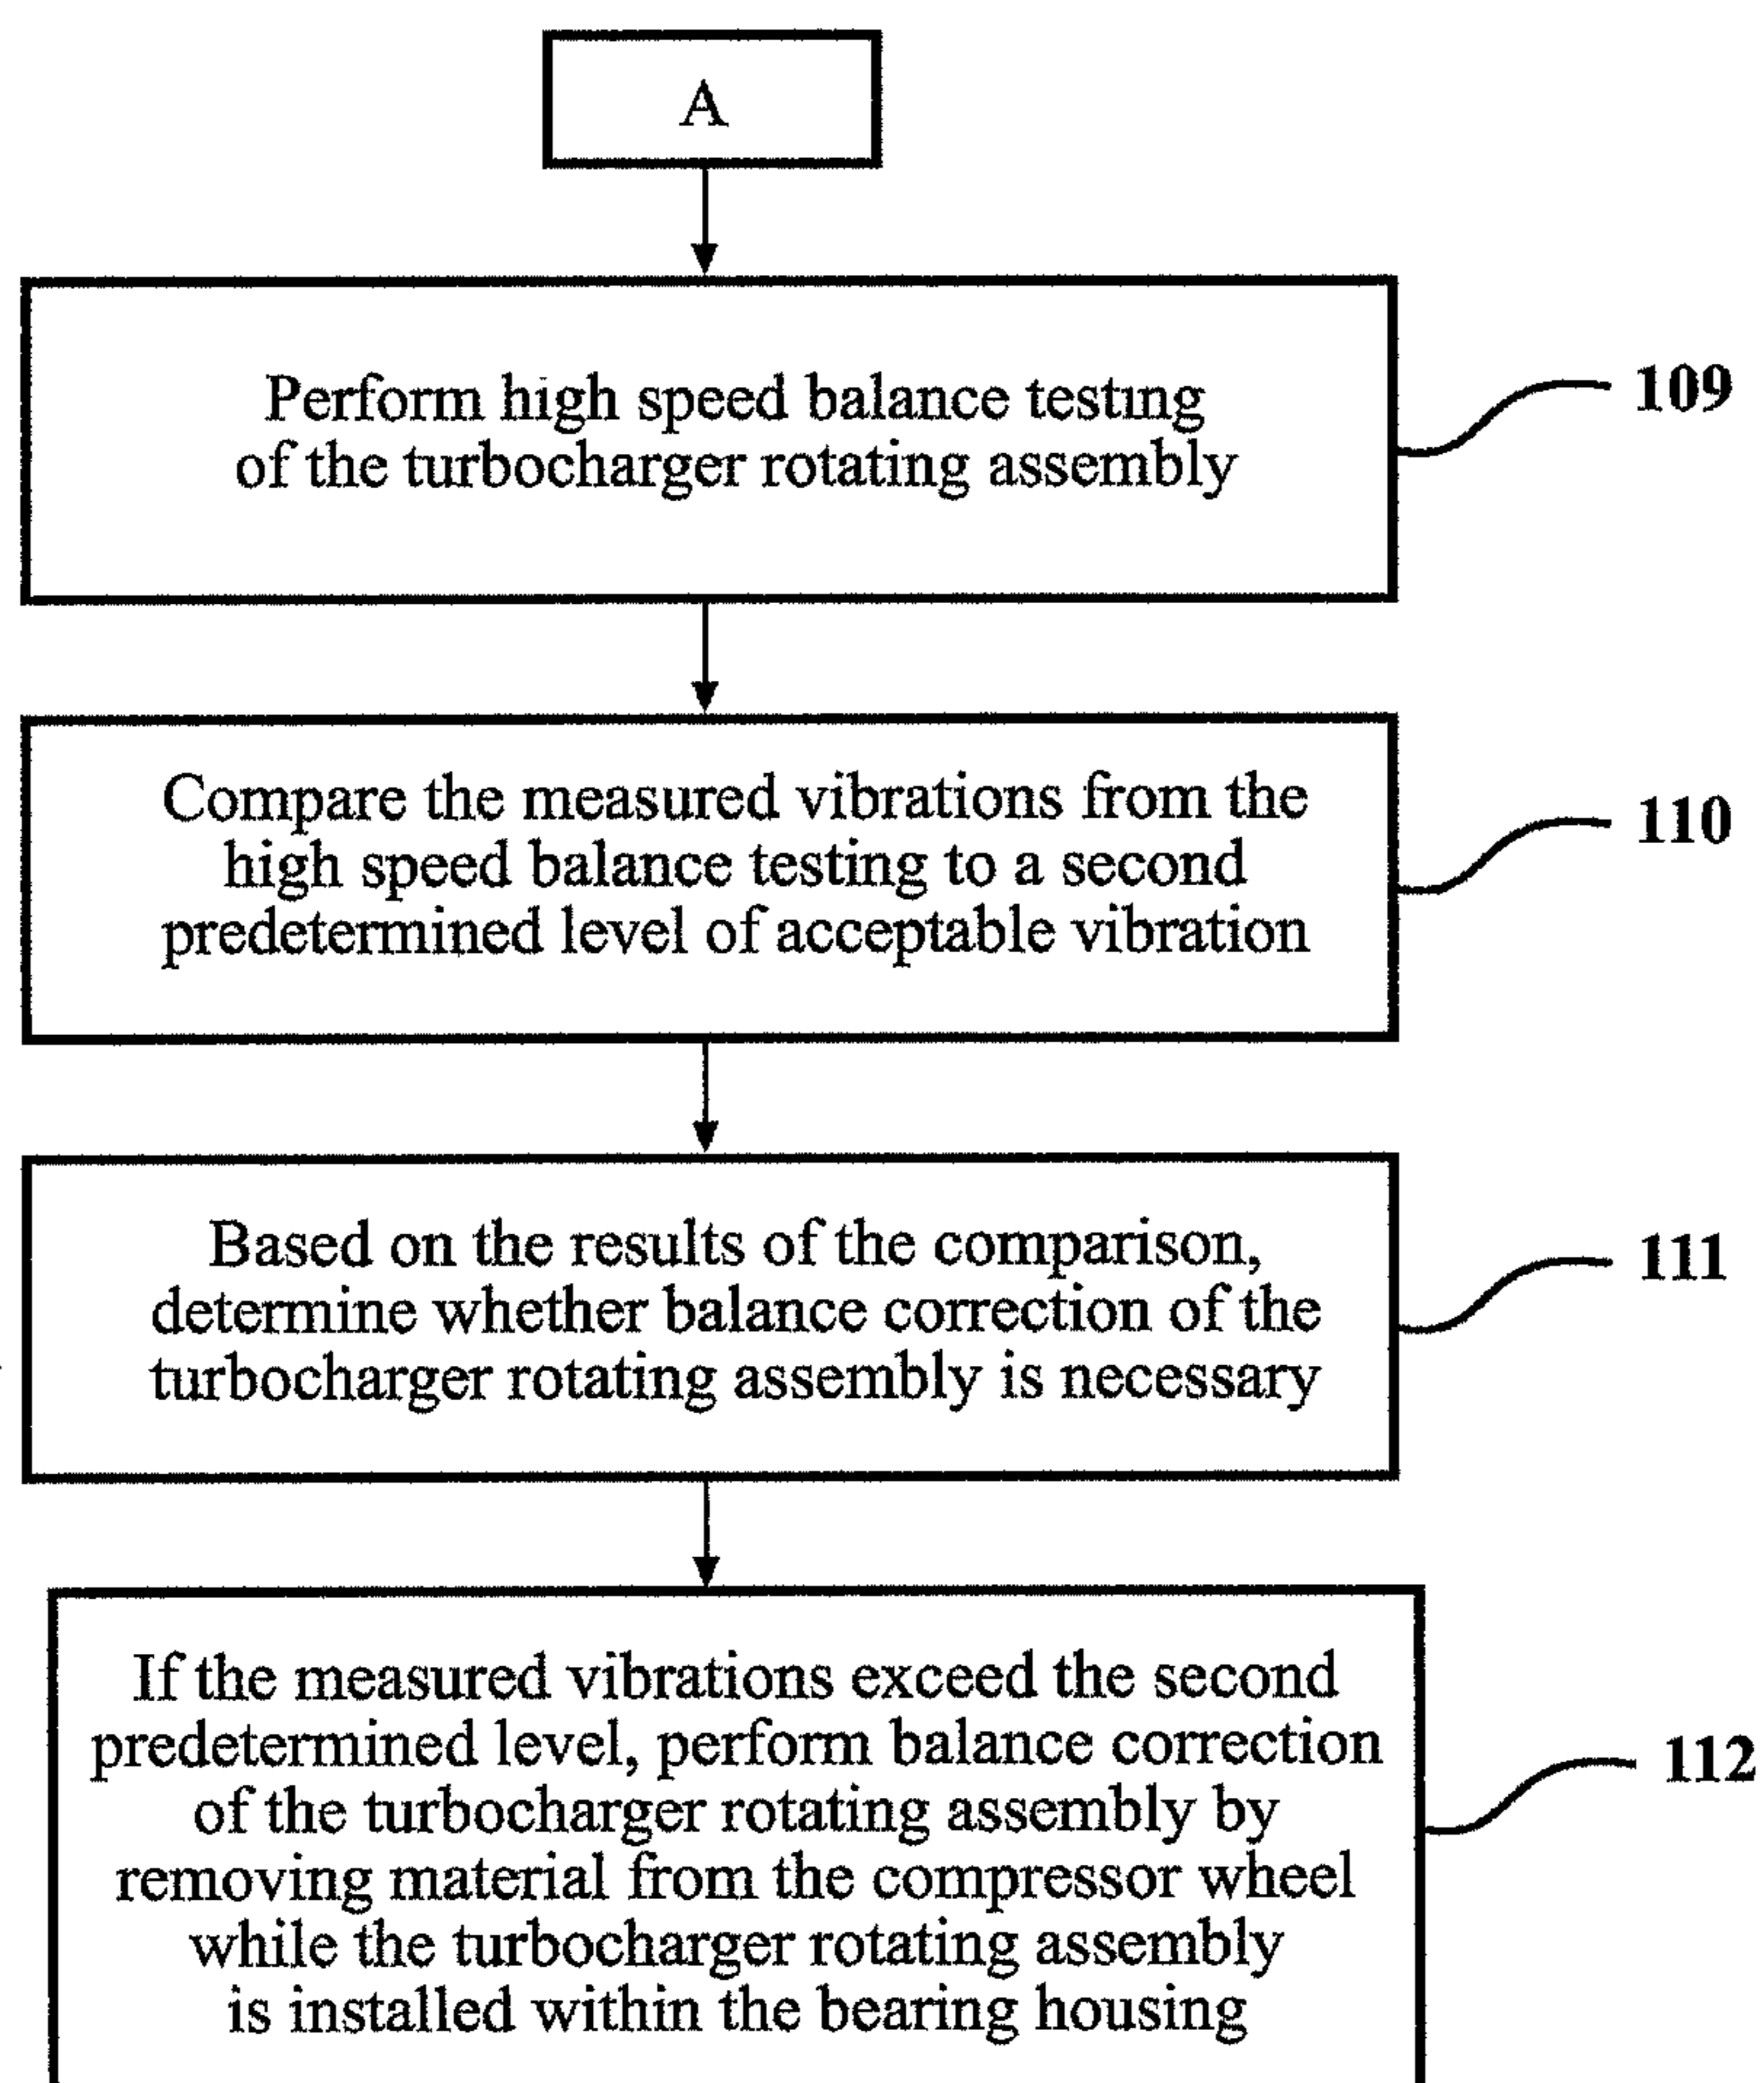 A
Perform high speed balance testing
of the turbocharger rotating assembly
109
Compare the measured vibrations from the
high speed balance testing to a second
predetermined level of acceptable vibration
110
Based on the results of the comparison,
determine whether balance correction of the
turbocharger rotating assembly is necessary
111
If the measured vibrations exceed the second
predetermined level, perform balance correction
of the turbocharger rotating assembly by
removing material from the compressor wheel
while the turbocharger rotating assembly
is installed within the bearing housing
112